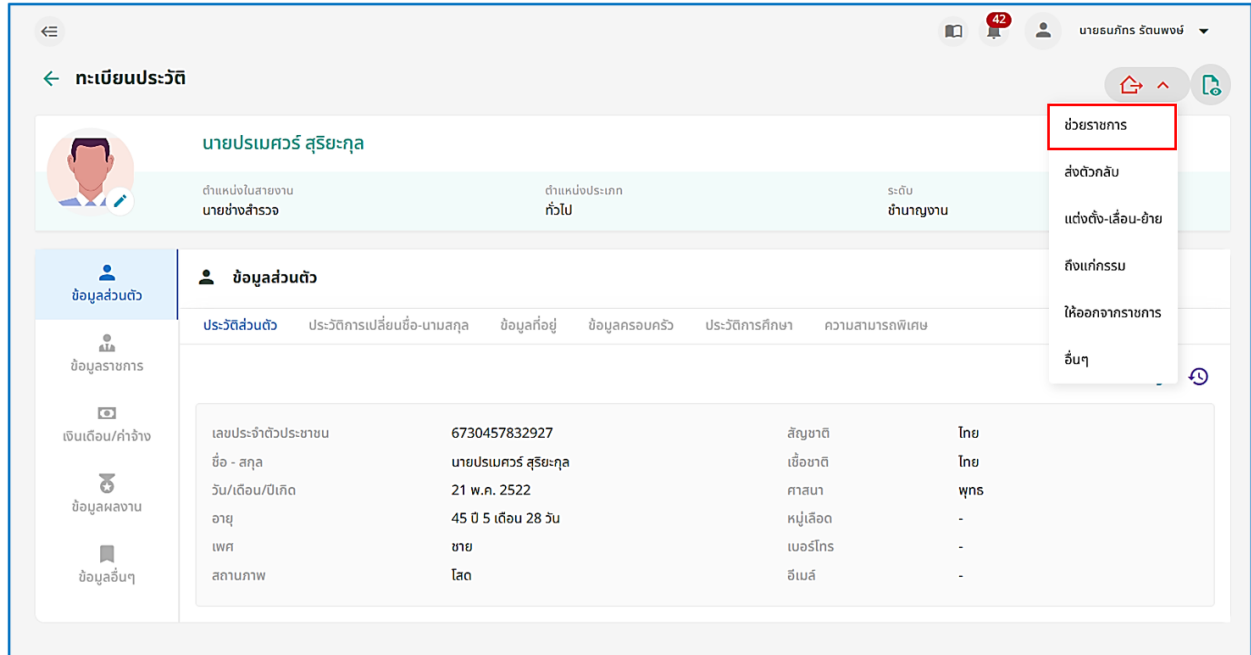 42
นายธนภัทร รัตนพงษ์
ทะเบียนประวัติ
ช่วยราชการ
ส่งตัวกลับ
แต่งตั้ง-เลื่อน-ย้าย
ถึงแก่กรรม
ให้ออกจากราชการ
อื่นๆ
นายปรเมศวร์ สุริยะกุล
ตำแหน่งในสายงาน ตำแหน่งประเภท ระดับ
นายช่างสำรวจ ทั่วไป ชำนาญงาน
ข้อมูลส่วนตัว
ข้อมูลราชการ
เงินเดือน/ค่าจ้าง
ข้อมูลผลงาน
ข้อมูลอื่นๆ
ข้อมูลส่วนตัว
ประวัติส่วนตัว ประวัติการเปลี่ยนชื่อ-นามสกุล ข้อมูลที่อยู่ ข้อมูลครอบครัว ประวัติการศึกษา ความสามารถพิเศษ
เลขประจำตัวประชาชน 6730457832927 สัญชาติ ไทย
ชื่อ - สกุล นายปรเมศวร์ สุริยะกุล เชื้อชาติ ไทย
วัน/เดือน/ปีเกิด 21 พ.ค. 2522 ศาสนา พุทธ
อายุ 45 ปี 5 เดือน 28 วัน หมู่เลือด -
เพศ ชาย เบอร์โทร -
สถานภาพ โสด อีเมล์ -